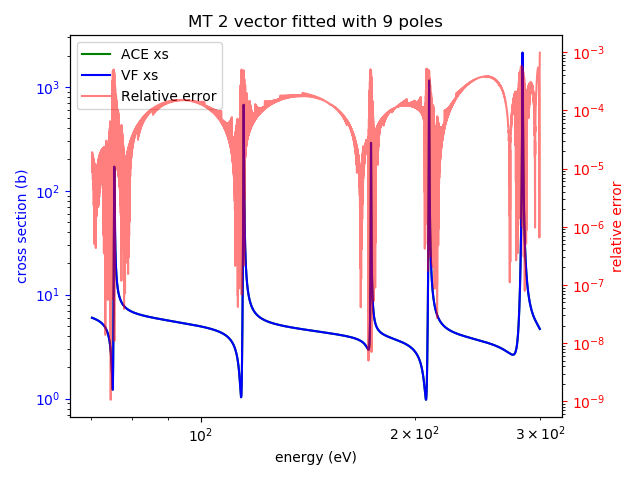 MT 2 vector fitted with 9 poles
ACE xs
VF xs
Relative error
cross section (b)
10³
10²
10¹
10⁰
10⁻³
10⁻⁴
10⁻⁵
10⁻⁶
10⁻⁷
10⁻⁸
10⁻⁹
relative error
10² 2 × 10² 3 × 10²
energy (eV)